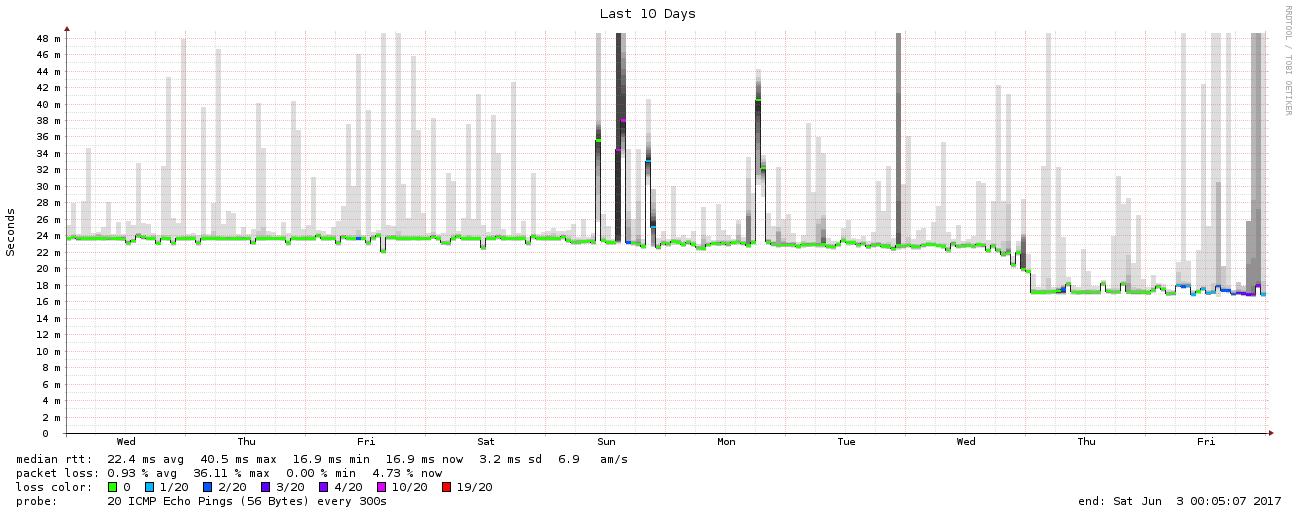 Last 10 Days
RRDTOOL / TOBI OETIKER
Seconds
48 m
46 m
44 m
42 m
40 m
38 m
36 m
34 m
32 m
30 m
28 m
26 m
24 m
22 m
20 m
18 m
16 m
14 m
12 m
10 m
8 m
6 m
4 m
2 m
0
Wed Thu Fri Sat Sun Mon Tue Wed Thu Fri
median rtt: 22.4 ms avg 40.5 ms max 16.9 ms min 16.9 ms now 3.2 ms sd 6.9 am/s
packet loss: 0.93 % avg 36.11 % max 0.00 % min 4.73 % now
loss color: 0 1/20 2/20 3/20 4/20 10/20 19/20
probe: 20 ICMP Echo Pings (56 Bytes) every 300s end: Sat Jun 3 00:05:07 2017